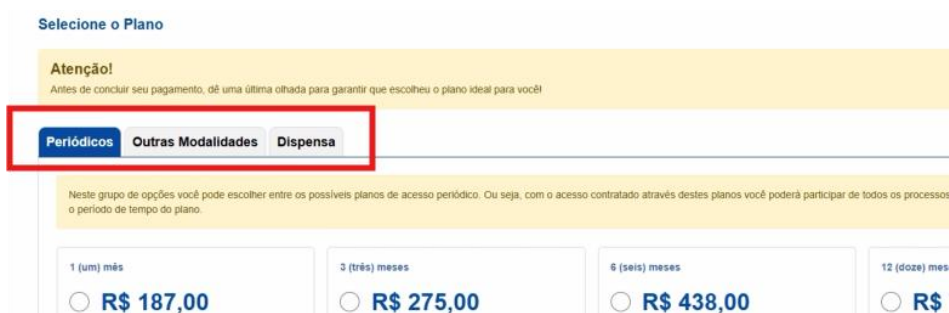 Selecione o Plano
Atenção!
Antes de concluir seu pagamento, dê uma última olhada para garantir que escolheu o plano ideal para você!
Periódicos Outras Modalidades Dispensa
Neste grupo de opções você pode escolher entre os possíveis planos de acesso periódico. Ou seja, com o acesso contratado através destes planos você poderá participar de todos os processos
o período de tempo do plano.
1 (um) mês 3 (três) meses 6 (seis) meses 12 (doze) mes
R$ 187,00 R$ 275,00 R$ 438,00 R$